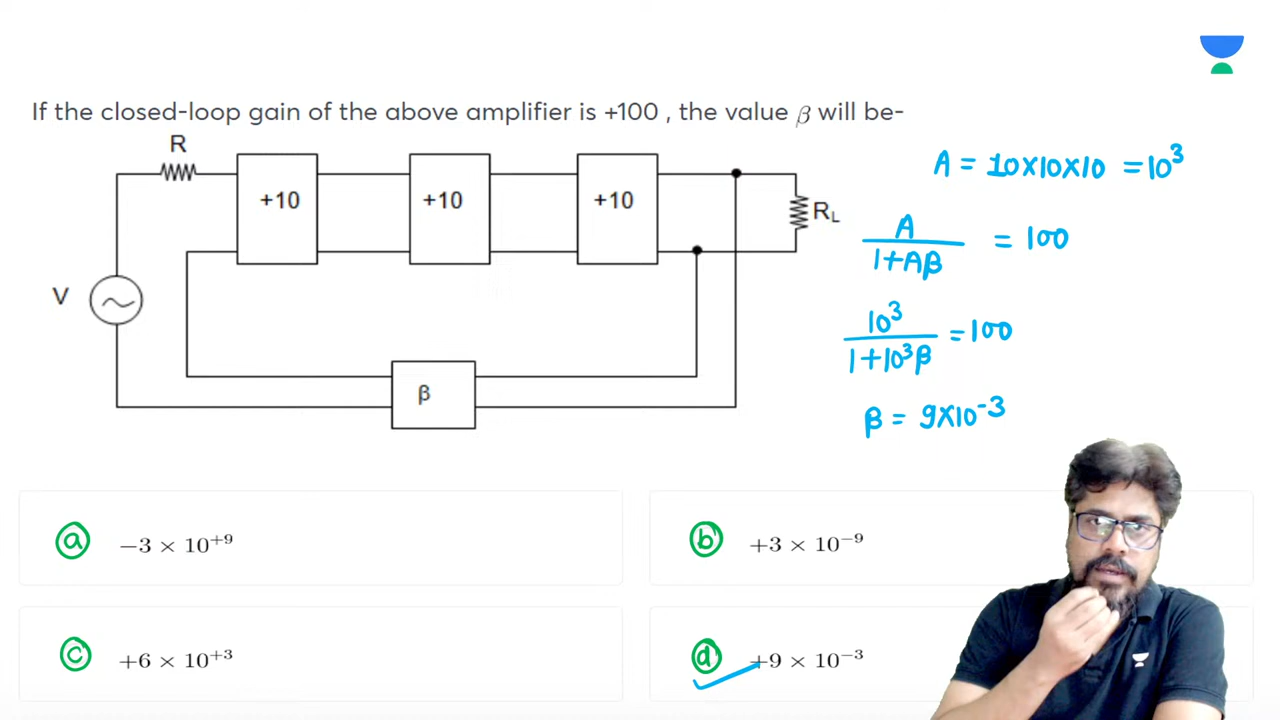 If the closed-loop gain of the above amplifier is +100 , the value β will be-
R
+10
+10
+10
R_L
V
β
A = 10×10×10 = 10³
A / 1+Aβ = 100
10³ / 1+10³β = 100
β = 9×10⁻³
ⓐ −3 × 10⁺⁹
ⓑ +3 × 10⁻⁹
ⓒ +6 × 10⁺³
ⓓ +9 × 10⁻³